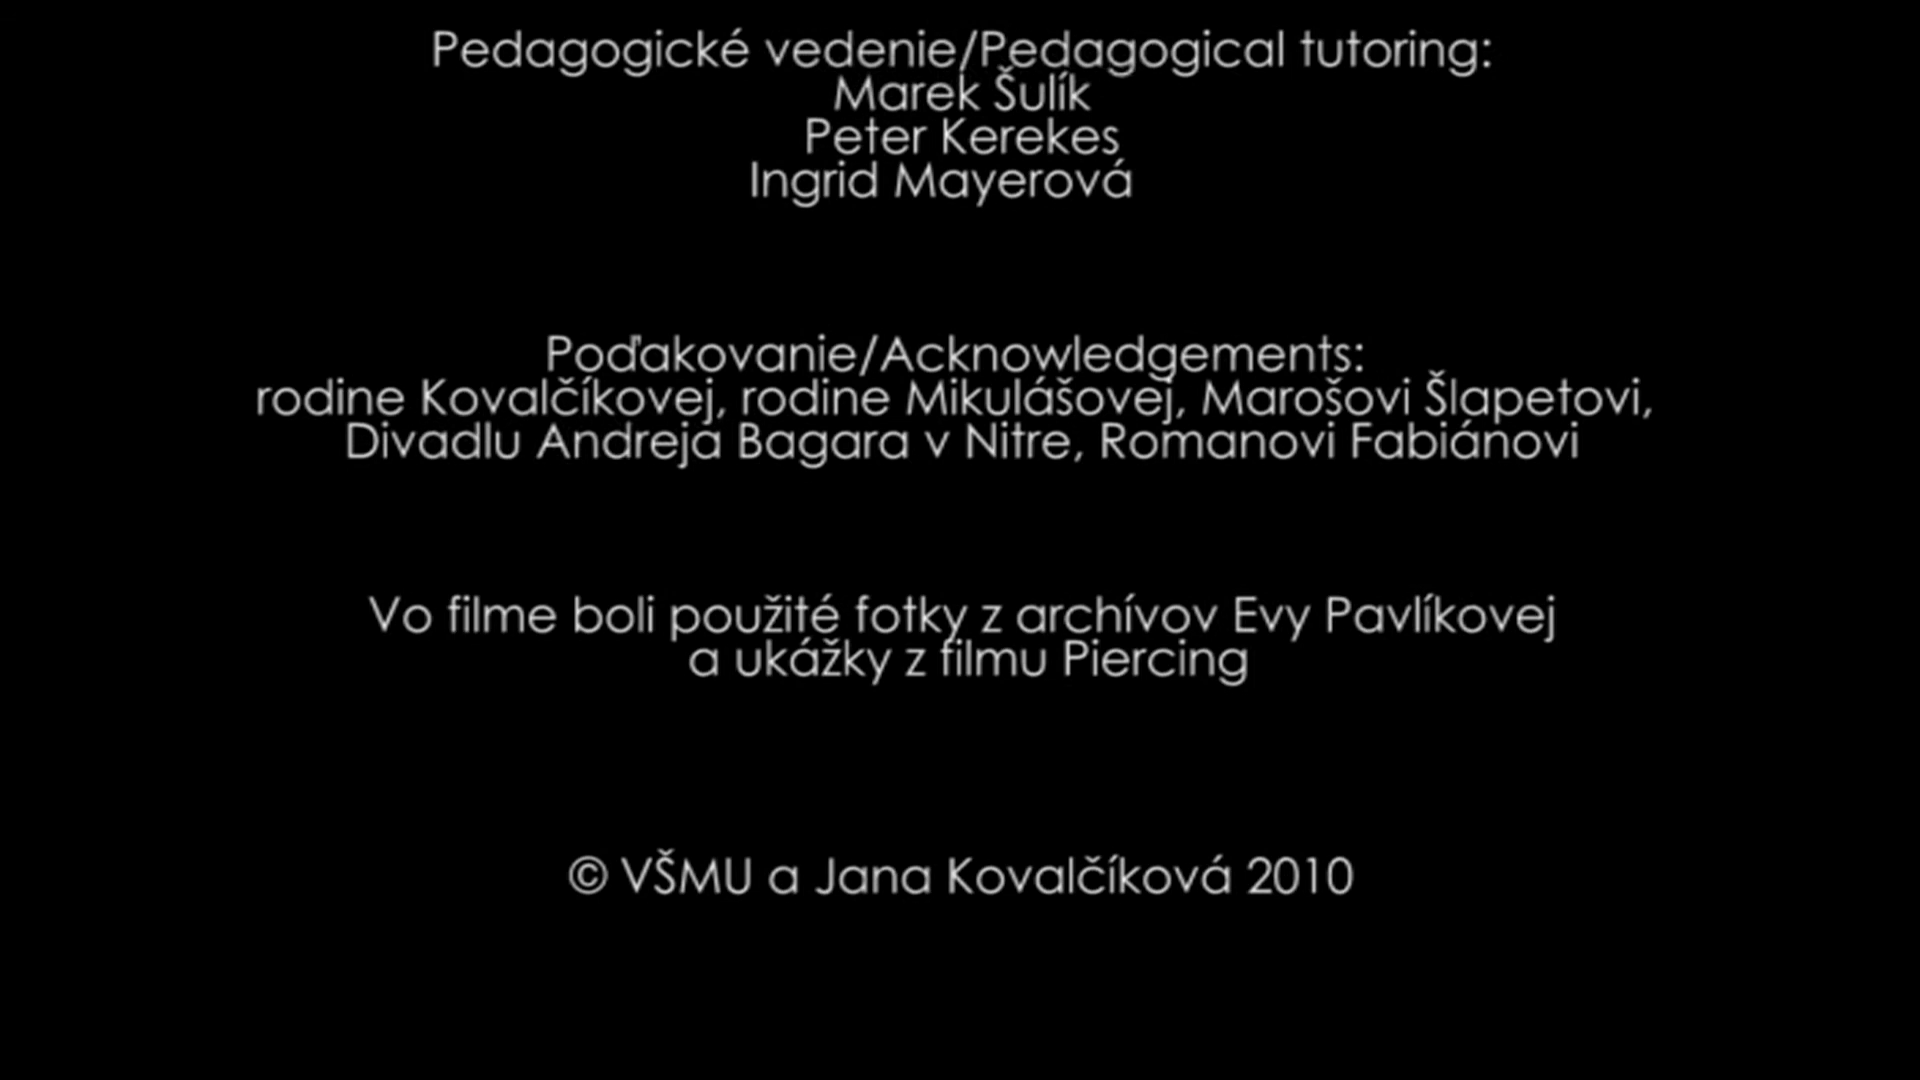 Pedagogické vedenie/Pedagogical tutoring:
Marek Šulík
Peter Kerekes
Ingrid Mayerová
Poďakovanie/Acknowledgements:
rodine Kovalčíkovej, rodine Mikulášovej, Marošovi Šlapetovi,
Divadlu Andreja Bagara v Nitre, Romanovi Fabiánovi
Vo filme boli použité fotky z archívov Evy Pavlíkovej
a ukážky z filmu Piercing
© VŠMU a Jana Kovalčíková 2010